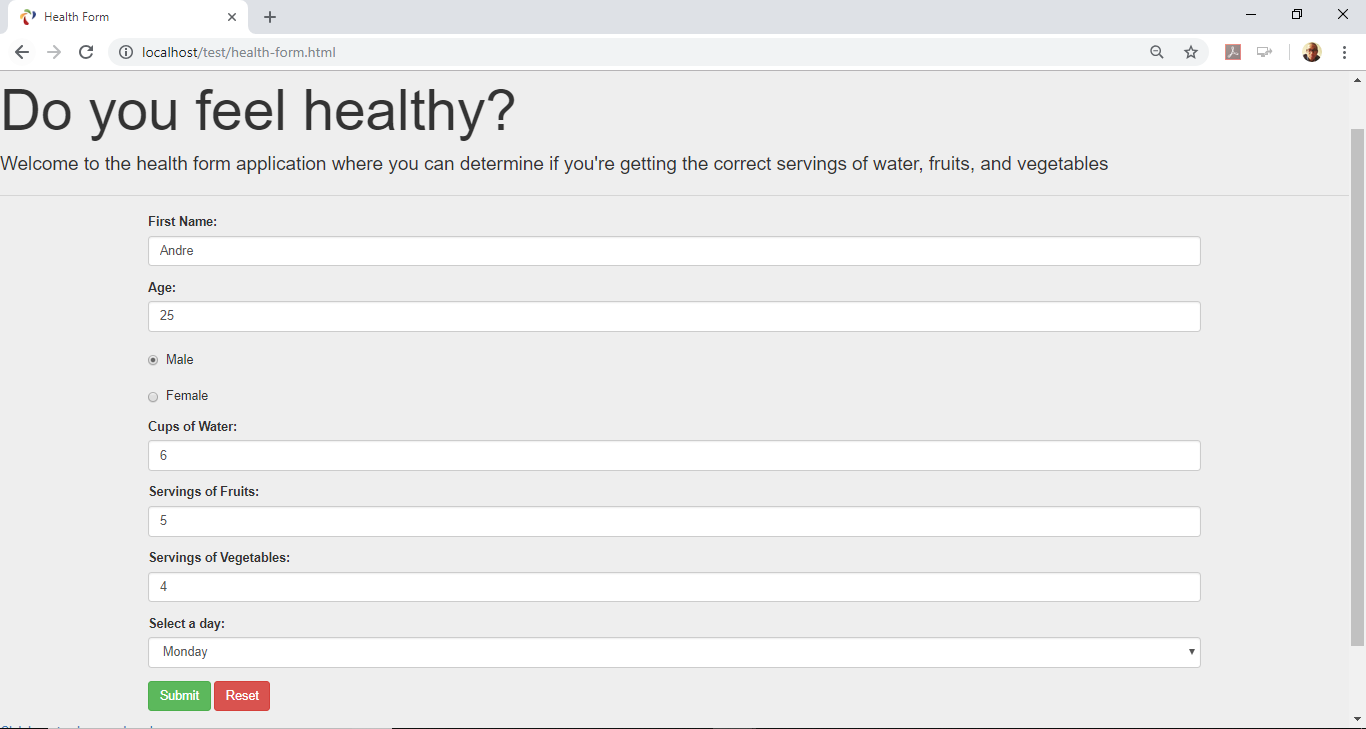 Health Form
localhost/test/health-form.html
Do you feel healthy?
Welcome to the health form application where you can determine if you're getting the correct servings of water, fruits, and vegetables
First Name:
Andre
Age:
25
Male
Female
Cups of Water:
6
Servings of Fruits:
5
Servings of Vegetables:
4
Select a day:
Monday
Submit Reset